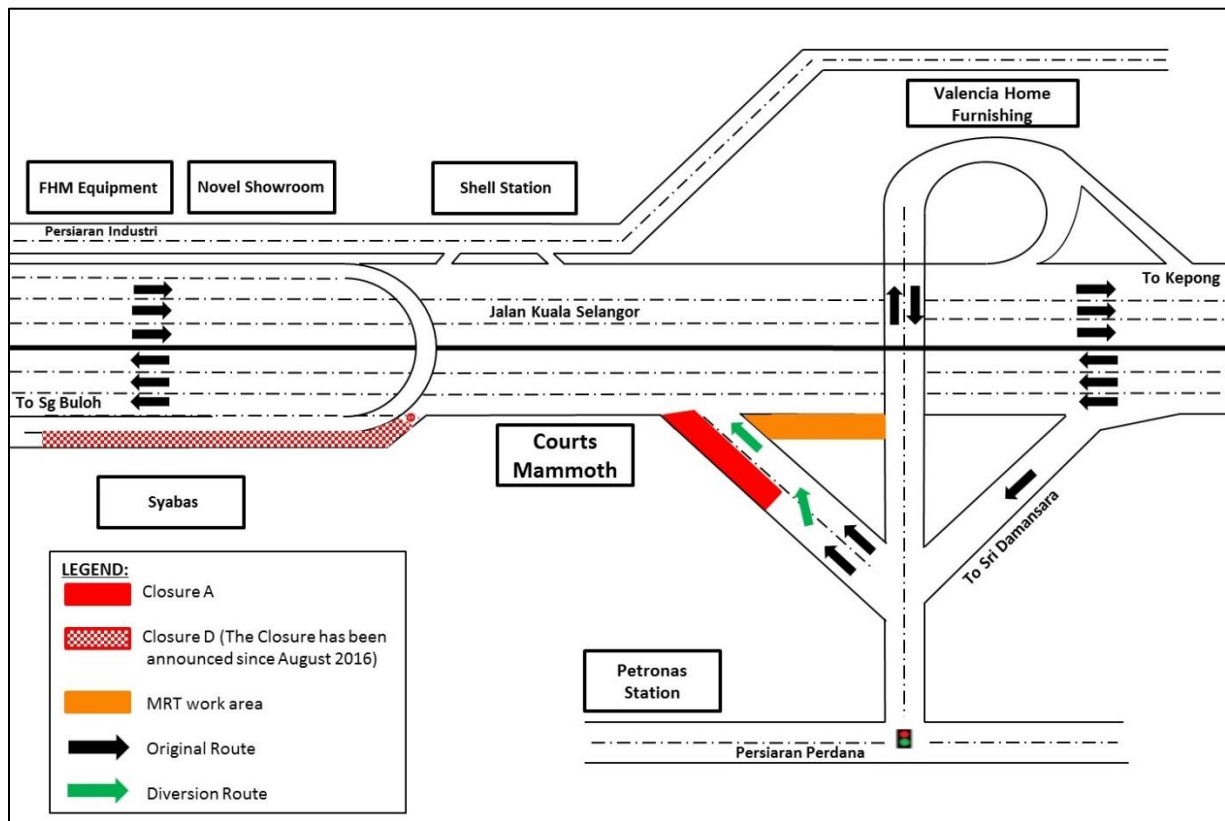 Valencia Home
Furnishing
FHM Equipment
Novel Showroom
Shell Station
Persiaran Industri
To Kepong
Jalan Kuala Selangor
To Sg Buloh
Courts
Mammoth
Syabas
To Sri Damansara
LEGEND:
Closure A
Closure D (The Closure has been
announced since August 2016)
MRT work area
Original Route
Diversion Route
Petronas
Station
Persiaran Perdana